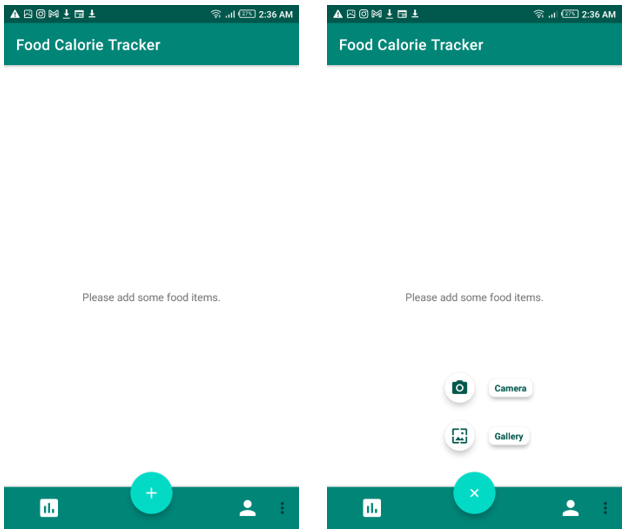 2:36 AM
Food Calorie Tracker
Please add some food items.
27% 2:36 AM
Food Calorie Tracker
Please add some food items.
Camera
Gallery